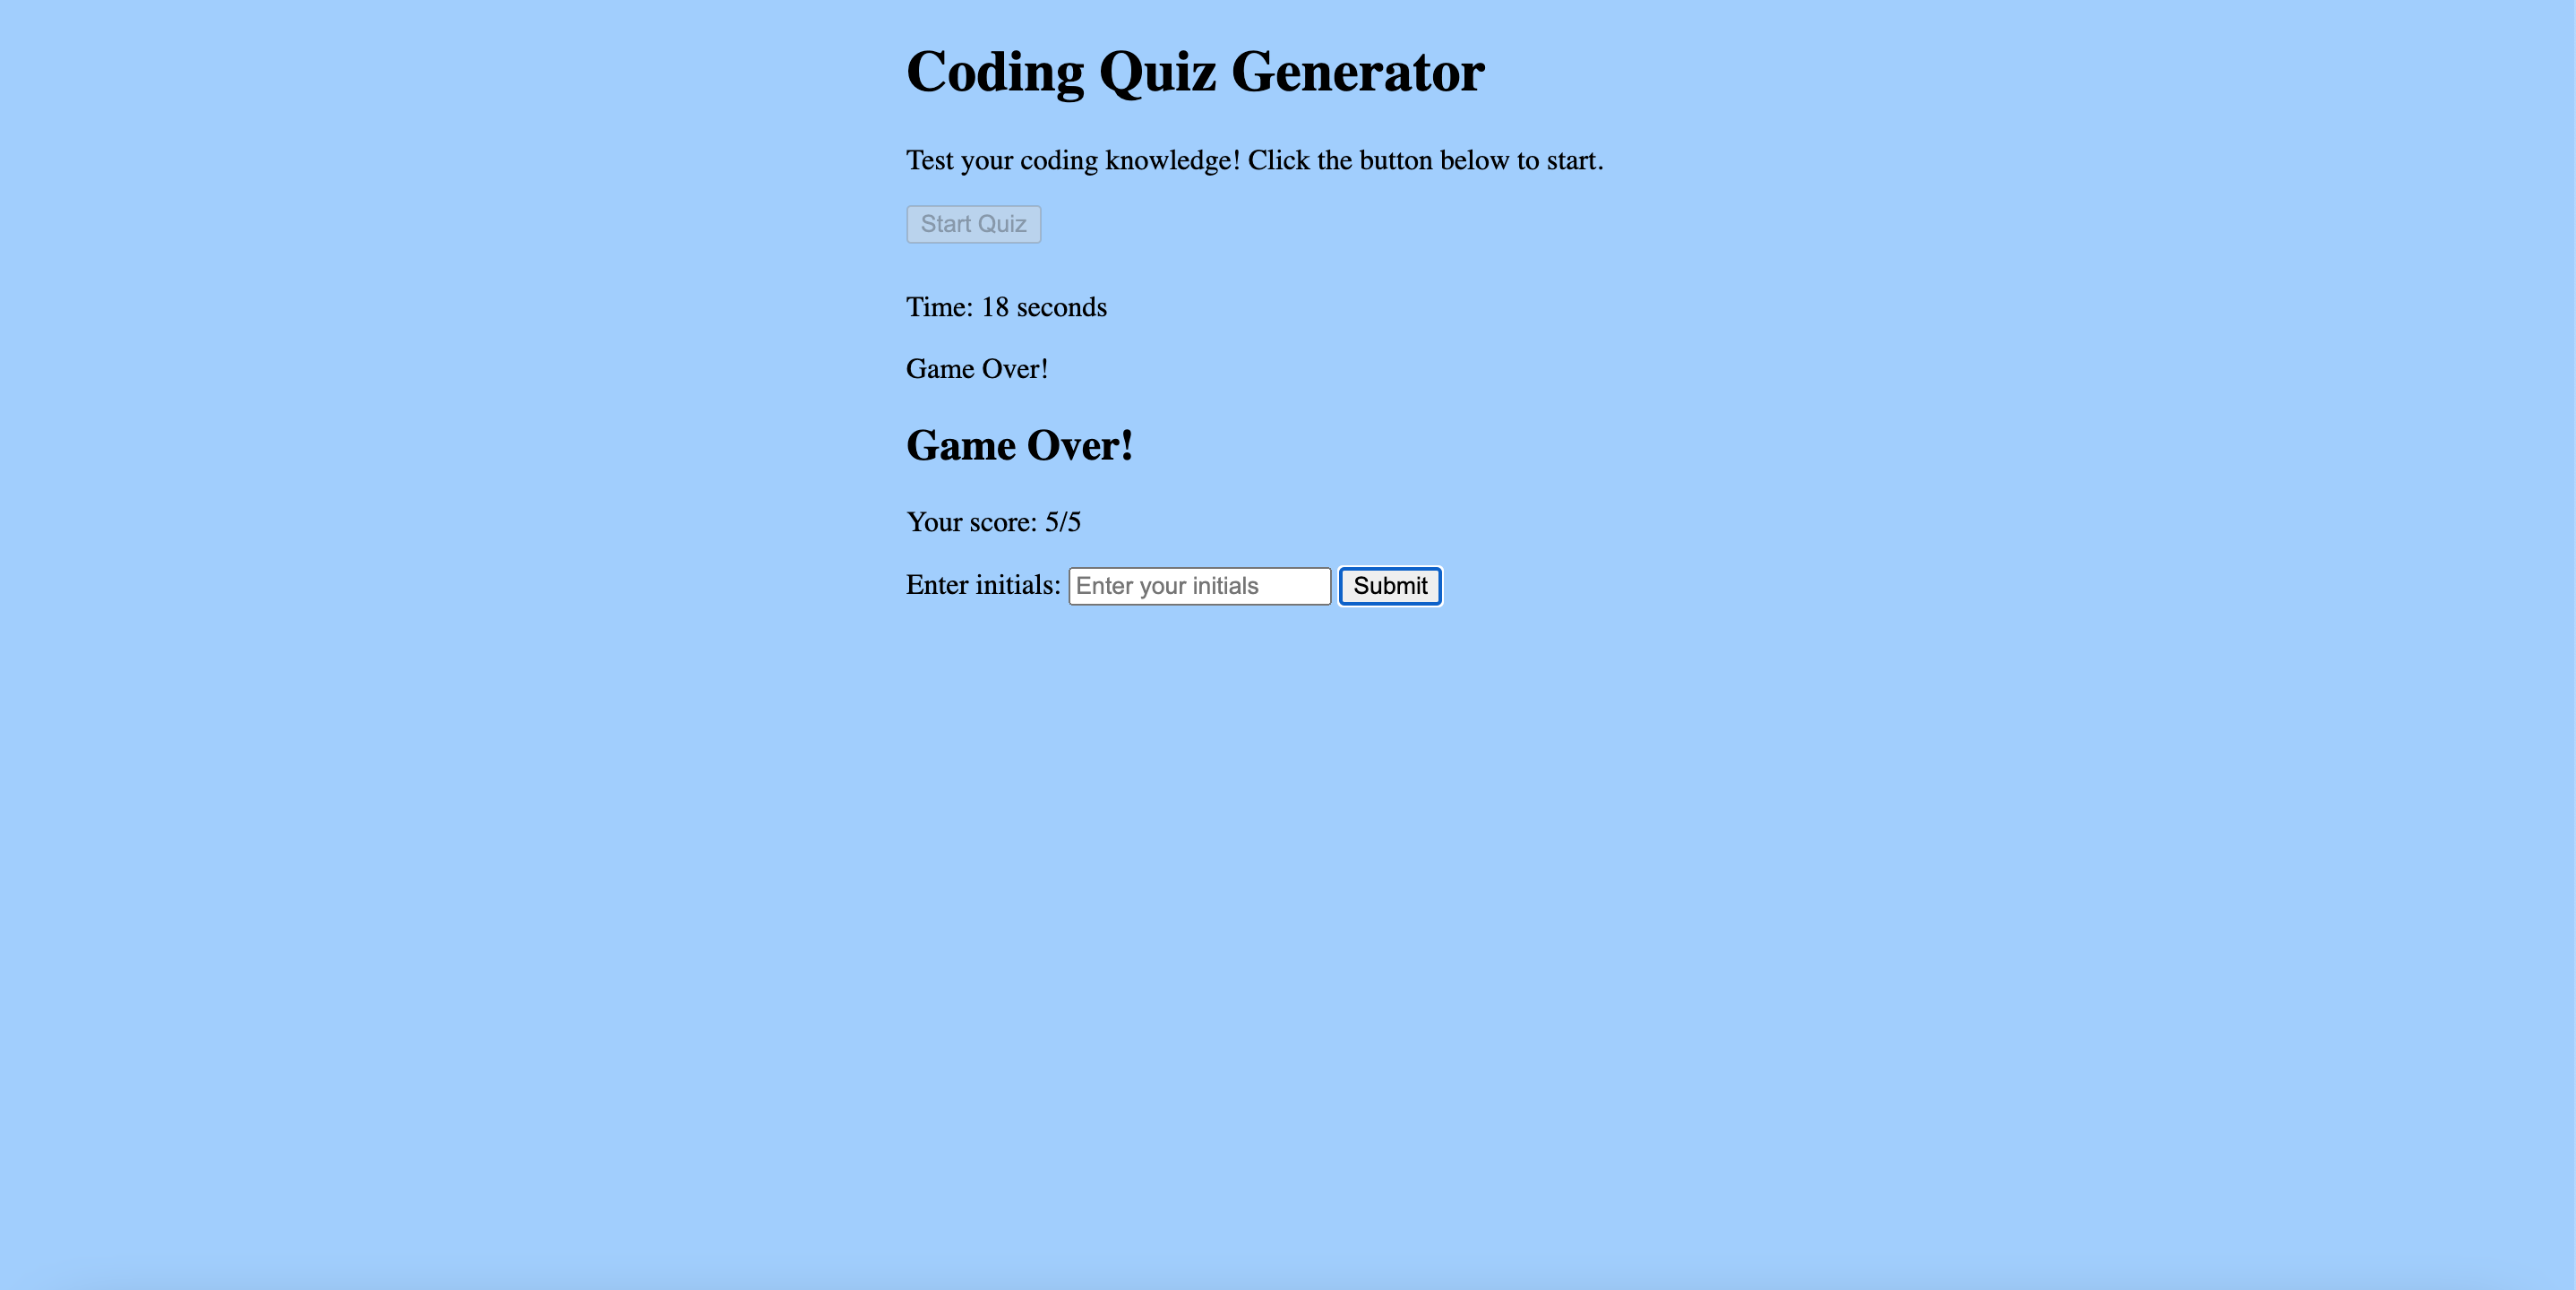 Coding Quiz Generator
Test your coding knowledge! Click the button below to start.
Start Quiz
Time: 18 seconds
Game Over!
Game Over!
Your score: 5/5
Enter initials: Enter your initials Submit